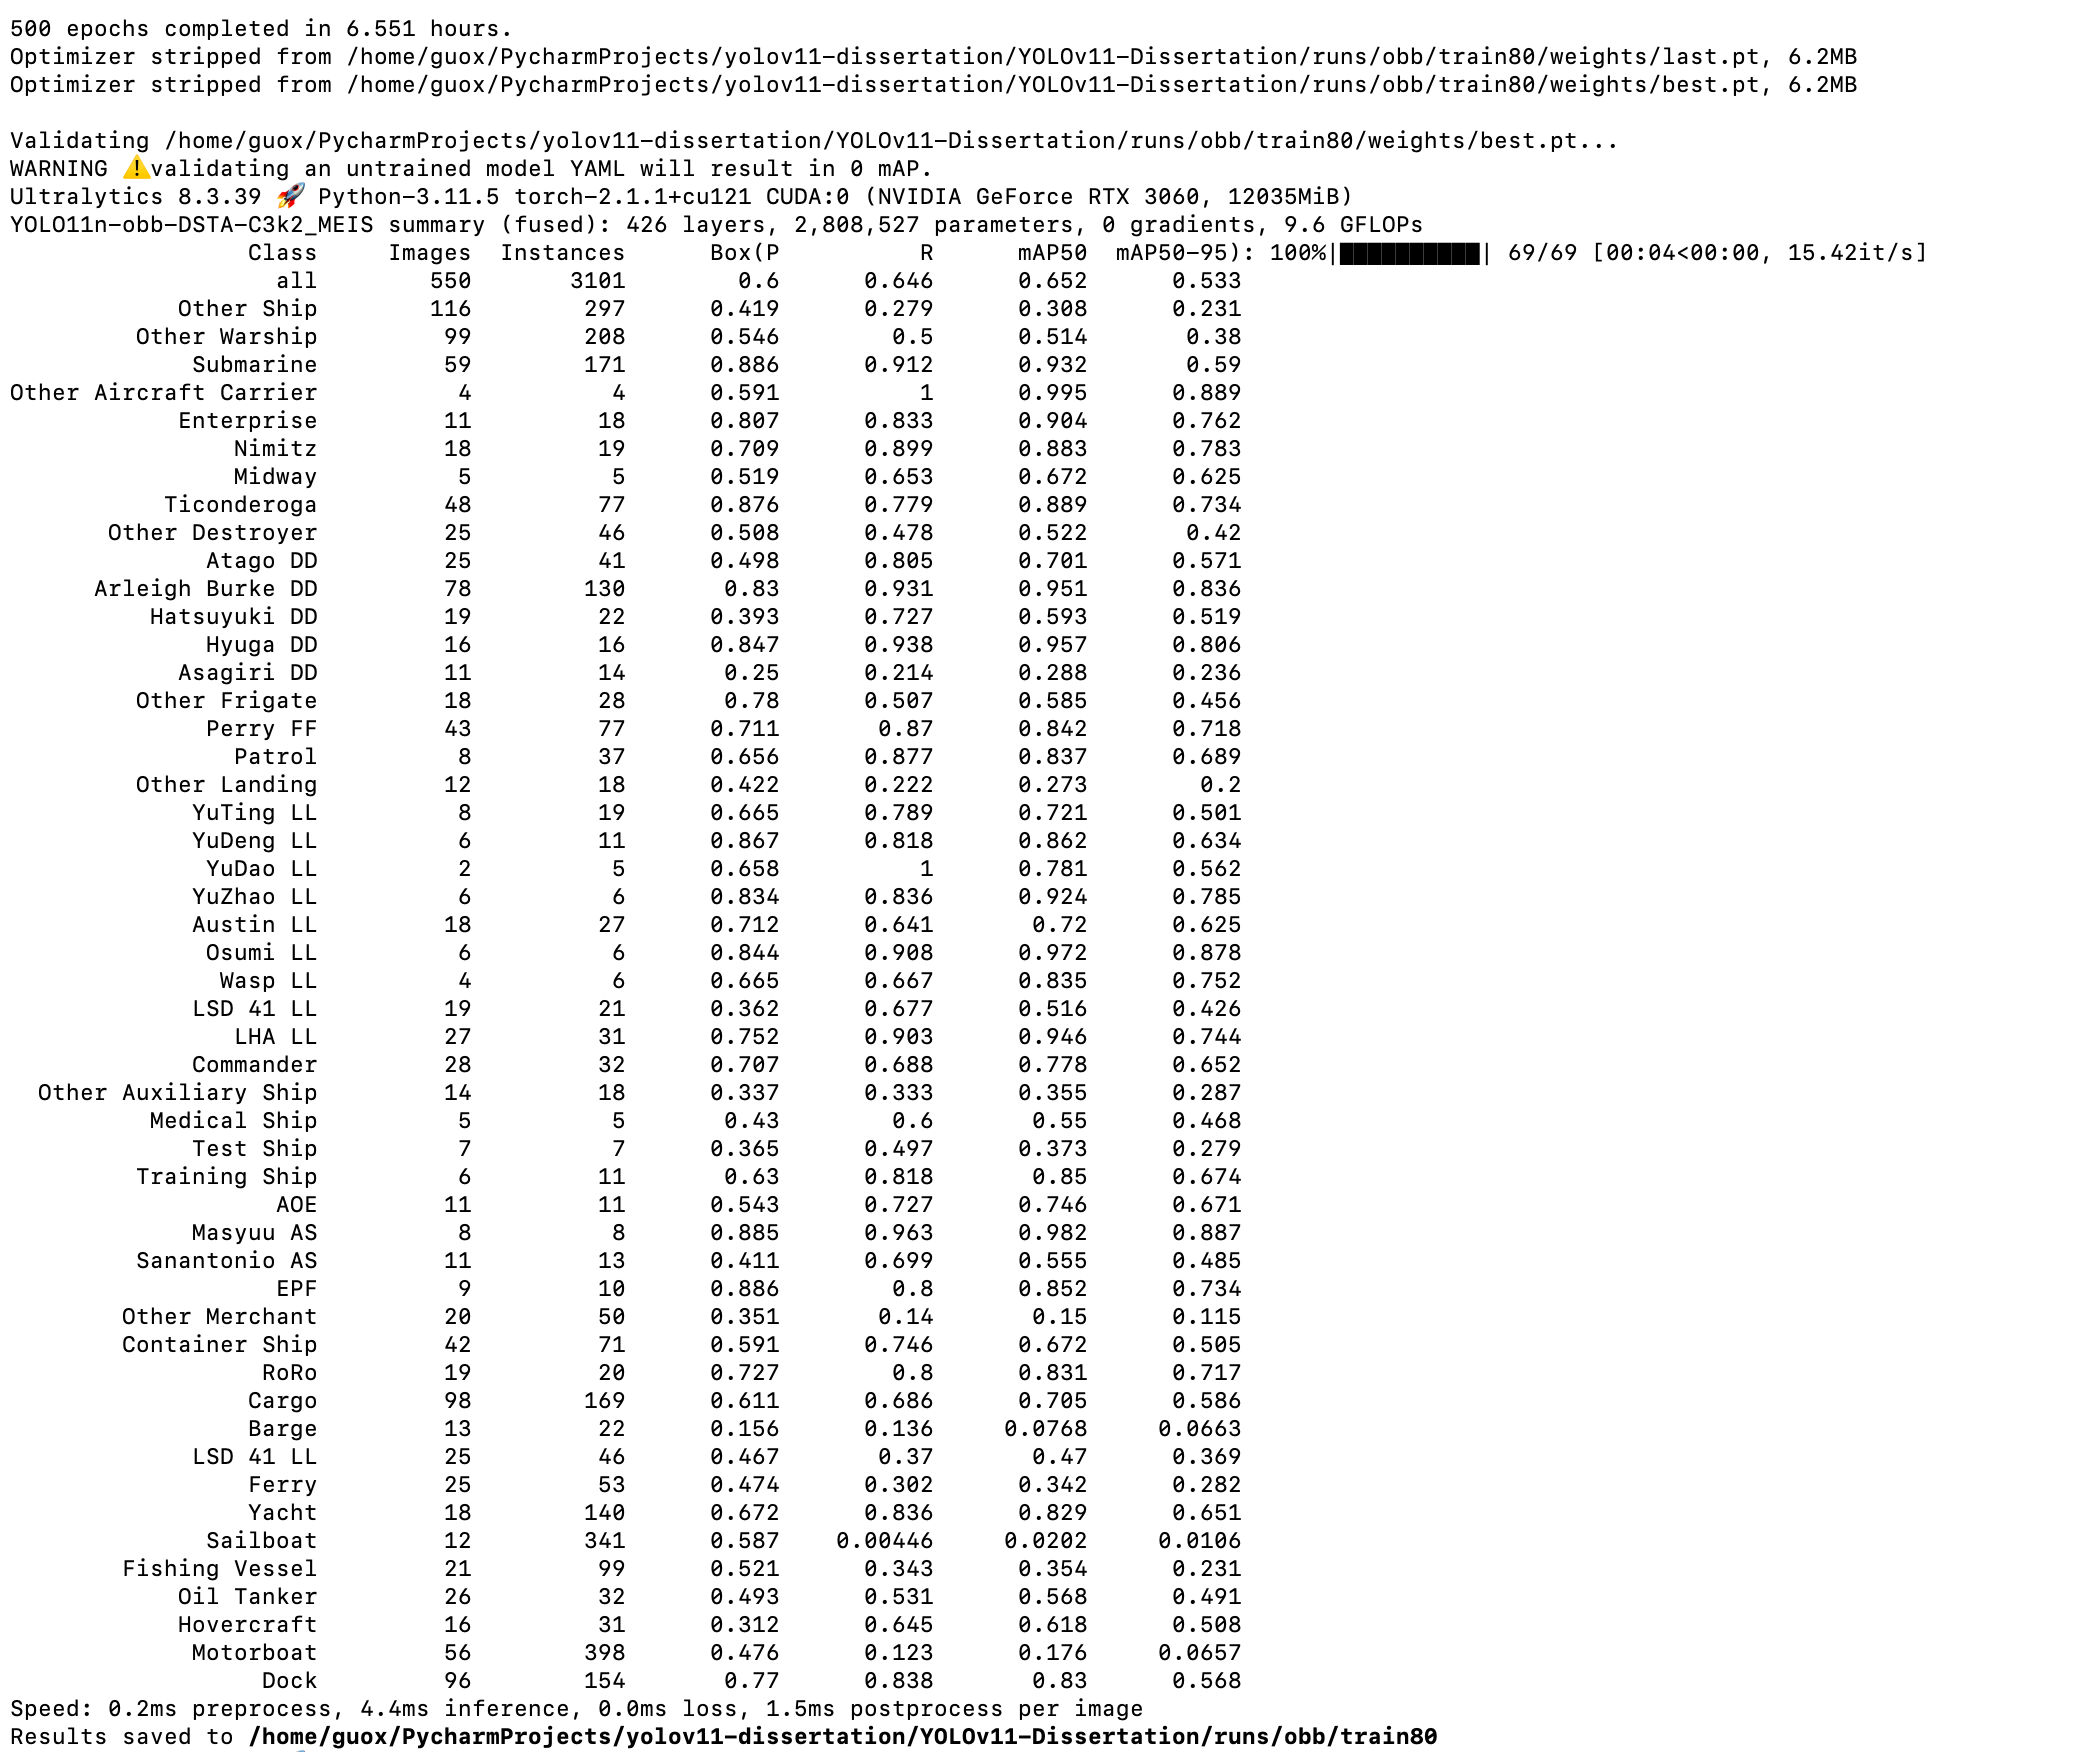 500 epochs completed in 6.551 hours.
Optimizer stripped from /home/guox/PycharmProjects/yolov11-dissertation/YOLOv11-Dissertation/runs/obb/train80/weights/last.pt, 6.2MB
Optimizer stripped from /home/guox/PycharmProjects/yolov11-dissertation/YOLOv11-Dissertation/runs/obb/train80/weights/best.pt, 6.2MB
Validating /home/guox/PycharmProjects/yolov11-dissertation/YOLOv11-Dissertation/runs/obb/train80/weights/best.pt...
WARNING ⚠️validating an untrained model YAML will result in 0 mAP.
Ultralytics 8.3.39 🚀 Python-3.11.5 torch-2.1.1+cu121 CUDA:0 (NVIDIA GeForce RTX 3060, 12035MiB)
YOLO11n-obb-DSTA-C3k2_MEIS summary (fused): 426 layers, 2,808,527 parameters, 0 gradients, 9.6 GFLOPs
Class Images Instances Box(P R mAP50 mAP50-95): 100%|██████████| 69/69 [00:04<00:00, 15.42it/s]
all 550 3101 0.6 0.646 0.652 0.533
Other Ship 116 297 0.419 0.279 0.308 0.231
Other Warship 99 208 0.546 0.5 0.514 0.38
Submarine 59 171 0.886 0.912 0.932 0.59
Other Aircraft Carrier 4 4 0.591 1 0.995 0.889
Enterprise 11 18 0.807 0.833 0.904 0.762
Nimitz 18 19 0.709 0.899 0.883 0.783
Midway 5 5 0.519 0.653 0.672 0.625
Ticonderoga 48 77 0.876 0.779 0.889 0.734
Other Destroyer 25 46 0.508 0.478 0.522 0.42
Atago DD 25 41 0.498 0.805 0.701 0.571
Arleigh Burke DD 78 130 0.83 0.931 0.951 0.836
Hatsuyuki DD 19 22 0.393 0.727 0.593 0.519
Hyuga DD 16 16 0.847 0.938 0.957 0.806
Asagiri DD 11 14 0.25 0.214 0.288 0.236
Other Frigate 18 28 0.78 0.507 0.585 0.456
Perry FF 43 77 0.711 0.87 0.842 0.718
Patrol 8 37 0.656 0.877 0.837 0.689
Other Landing 12 18 0.422 0.222 0.273 0.2
YuTing LL 8 19 0.665 0.789 0.721 0.501
YuDeng LL 6 11 0.867 0.818 0.862 0.634
YuDao LL 2 5 0.658 1 0.781 0.562
YuZhao LL 6 6 0.834 0.836 0.924 0.785
Austin LL 18 27 0.712 0.641 0.72 0.625
Osumi LL 6 6 0.844 0.908 0.972 0.878
Wasp LL 4 6 0.665 0.667 0.835 0.752
LSD 41 LL 19 21 0.362 0.677 0.516 0.426
LHA LL 27 31 0.752 0.903 0.946 0.744
Commander 28 32 0.707 0.688 0.778 0.652
Other Auxiliary Ship 14 18 0.337 0.333 0.355 0.287
Medical Ship 5 5 0.43 0.6 0.55 0.468
Test Ship 7 7 0.365 0.497 0.373 0.279
Training Ship 6 11 0.63 0.818 0.85 0.674
AOE 11 11 0.543 0.727 0.746 0.671
Masyuu AS 8 8 0.885 0.963 0.982 0.887
Sanantonio AS 11 13 0.411 0.699 0.555 0.485
EPF 9 10 0.886 0.8 0.852 0.734
Other Merchant 20 50 0.351 0.14 0.15 0.115
Container Ship 42 71 0.591 0.746 0.672 0.505
RoRo 19 20 0.727 0.8 0.831 0.717
Cargo 98 169 0.611 0.686 0.705 0.586
Barge 13 22 0.156 0.136 0.0768 0.0663
LSD 41 LL 25 46 0.467 0.37 0.47 0.369
Ferry 25 53 0.474 0.302 0.342 0.282
Yacht 18 140 0.672 0.836 0.829 0.651
Sailboat 12 341 0.587 0.00446 0.0202 0.0106
Fishing Vessel 21 99 0.521 0.343 0.354 0.231
Oil Tanker 26 32 0.493 0.531 0.568 0.491
Hovercraft 16 31 0.312 0.645 0.618 0.508
Motorboat 56 398 0.476 0.123 0.176 0.0657
Dock 96 154 0.77 0.838 0.83 0.568
Speed: 0.2ms preprocess, 4.4ms inference, 0.0ms loss, 1.5ms postprocess per image
Results saved to /home/guox/PycharmProjects/yolov11-dissertation/YOLOv11-Dissertation/runs/obb/train80